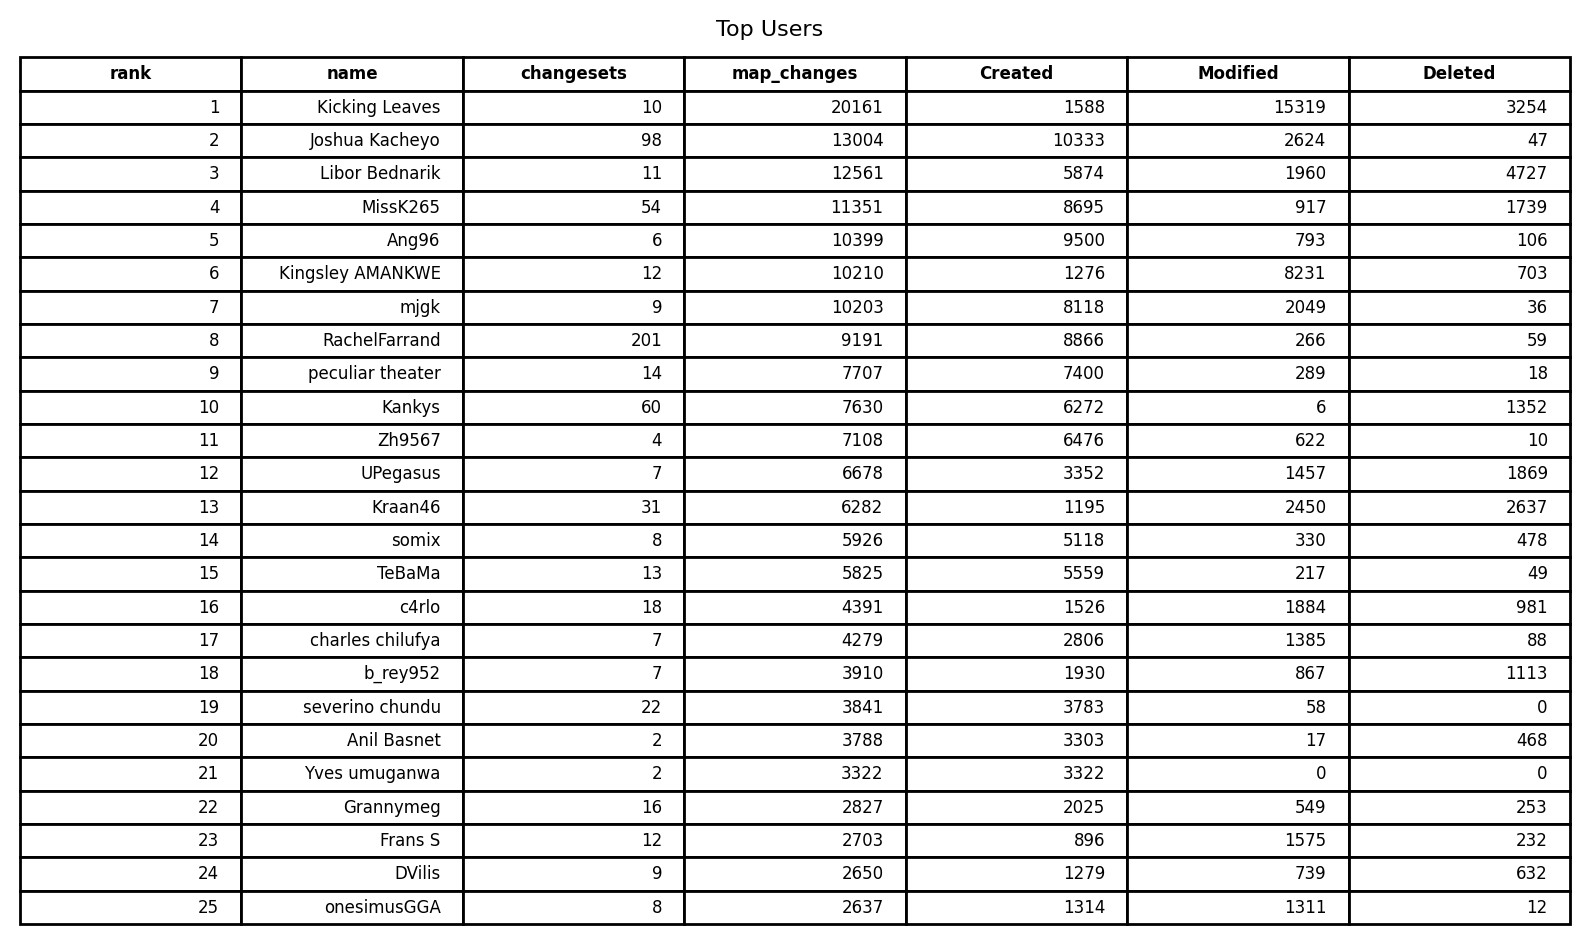 Top Users
rank name changesets map_changes Created Modified Deleted
1 Kicking Leaves 10 20161 1588 15319 3254
2 Joshua Kacheyo 98 13004 10333 2624 47
3 Libor Bednarik 11 12561 5874 1960 4727
4 MissK265 54 11351 8695 917 1739
5 Ang96 6 10399 9500 793 106
6 Kingsley AMANKWE 12 10210 1276 8231 703
7 mjgk 9 10203 8118 2049 36
8 RachelFarrand 201 9191 8866 266 59
9 peculiar theater 14 7707 7400 289 18
10 Kankys 60 7630 6272 6 1352
11 Zh9567 4 7108 6476 622 10
12 UPegasus 7 6678 3352 1457 1869
13 Kraan46 31 6282 1195 2450 2637
14 somix 8 5926 5118 330 478
15 TeBaMa 13 5825 5559 217 49
16 c4rlo 18 4391 1526 1884 981
17 charles chilufya 7 4279 2806 1385 88
18 b_rey952 7 3910 1930 867 1113
19 severino chundu 22 3841 3783 58 0
20 Anil Basnet 2 3788 3303 17 468
21 Yves umuganwa 2 3322 3322 0 0
22 Grannymeg 16 2827 2025 549 253
23 Frans S 12 2703 896 1575 232
24 DVilis 9 2650 1279 739 632
25 onesimusGGA 8 2637 1314 1311 12